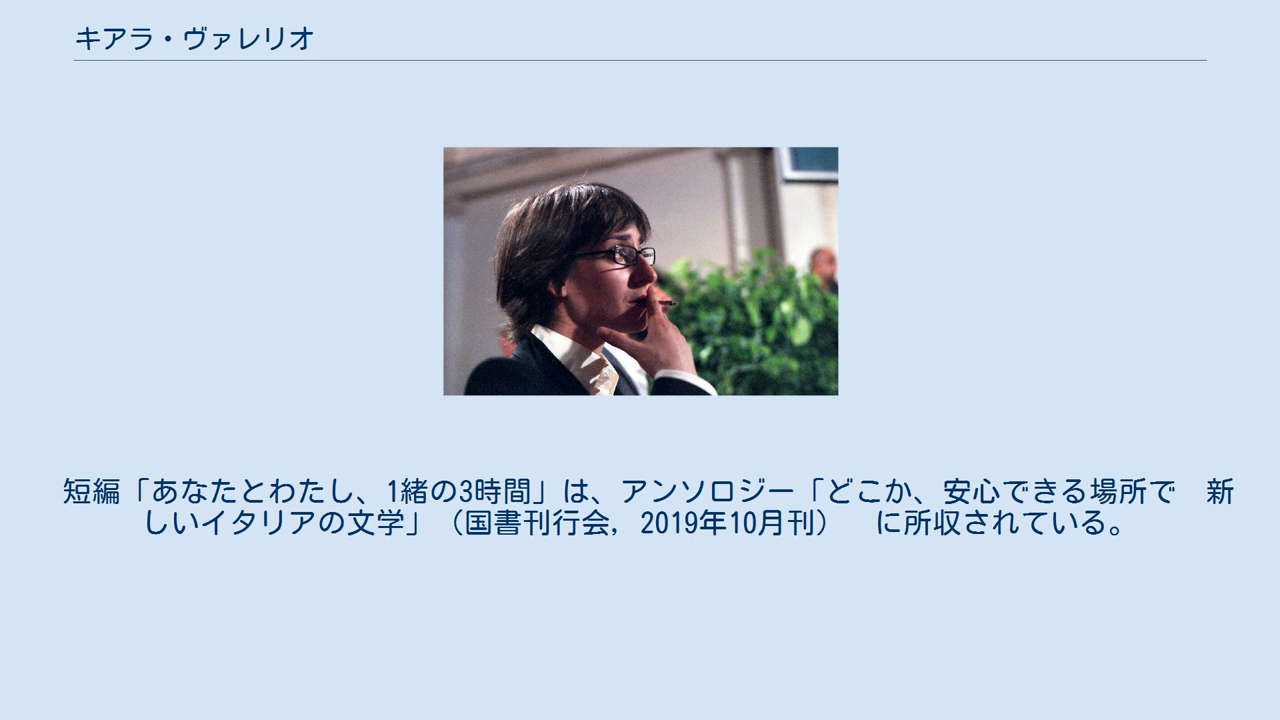 キアラ・ヴァレリオ
短編「あなたとわたし、1緒の3時間」は、アンソロジー「どこか、安心できる場所で　新
しいイタリアの文学」（国書刊行会，2019年10月刊）　に所収されている。